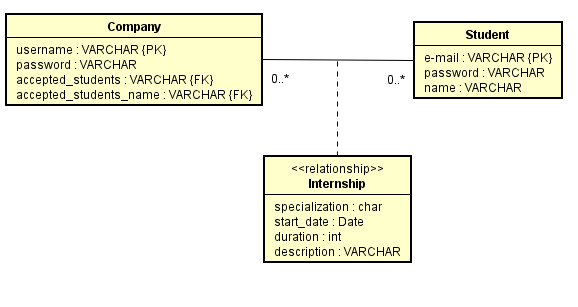 Company
username : VARCHAR {PK}
password : VARCHAR
accepted_students : VARCHAR {FK}
accepted_students_name : VARCHAR {FK}
0..*
0..*
Student
e-mail : VARCHAR {PK}
password : VARCHAR
name : VARCHAR
<<relationship>>
Internship
specialization : char
start_date : Date
duration : int
description : VARCHAR